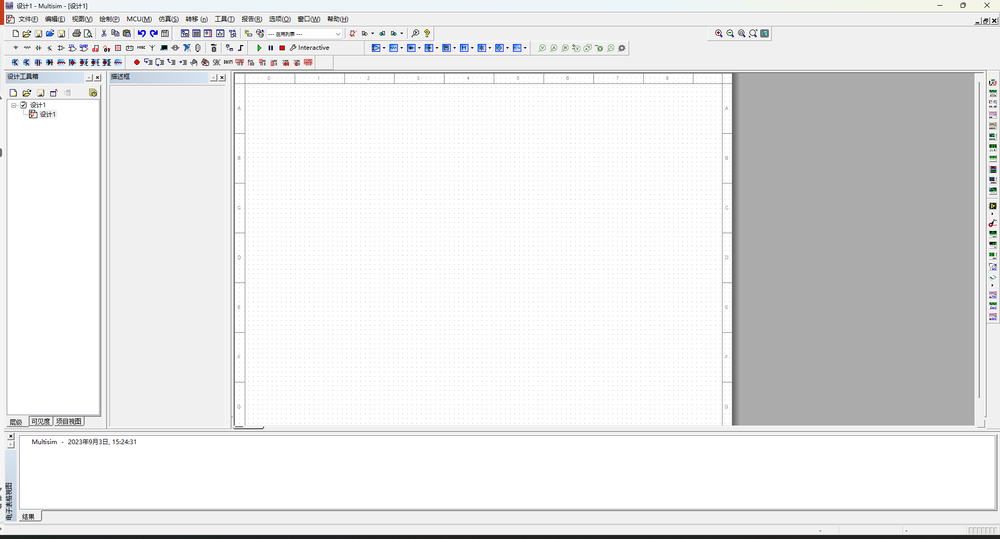 设计1 - Multisim - [设计1]
文件(F) 编辑(E) 视图(V) 绘制(P) MCU(M) 仿真(S) 转移 (n) 工具(T) 报告(R) 选项(O) 窗口(W) 帮助(H)
--- 在用列表 ---
MISC
Interactive
SRC DASM
设计工具箱
描述框
设计1
设计1
0 1 2 3 4 5 6 7 8
A A
B B
C C
D D
E E
F F
G G
层级 可见度 项目视图
Multisim - 2023年9月3日, 15:24:31
电子表格视图
结果